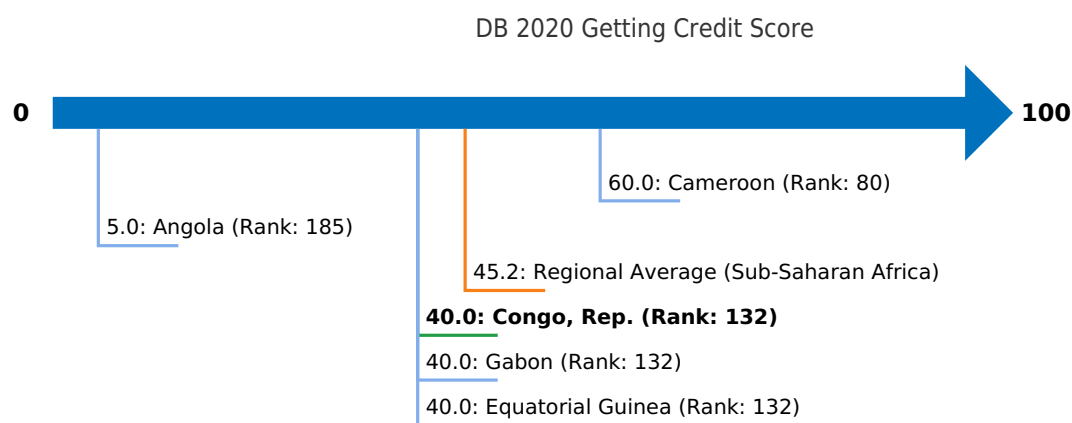 DB 2020 Getting Credit Score
0
100
60.0: Cameroon (Rank: 80)
5.0: Angola (Rank: 185)
45.2: Regional Average (Sub-Saharan Africa)
40.0: Congo, Rep. (Rank: 132)
40.0: Gabon (Rank: 132)
40.0: Equatorial Guinea (Rank: 132)